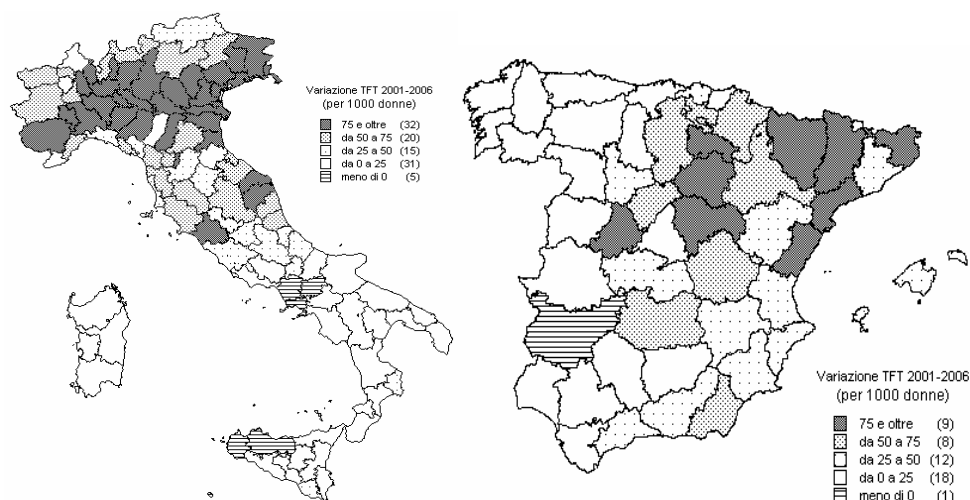 Variazione TFT 2001-2006
(per 1000 donne)
75 e oltre (32)
da 50 a 75 (20)
da 25 a 50 (15)
da 0 a 25 (31)
meno di 0 (5)
Variazione TFT 2001-2006
(per 1000 donne)
75 e oltre (9)
da 50 a 75 (8)
da 25 a 50 (12)
da 0 a 25 (18)
meno di 0 (1)